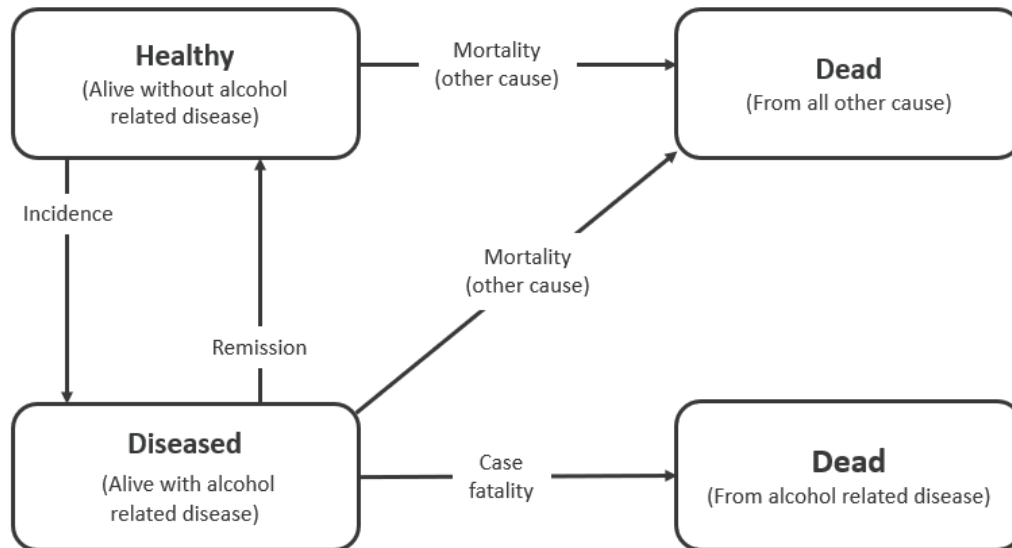 Healthy
(Alive without alcohol
related disease)
Mortality
(other cause)
Dead
(From all other cause)
Incidence
Mortality
(other cause)
Remission
Diseased
(Alive with alcohol
related disease)
Case
fatality
Dead
(From alcohol related disease)